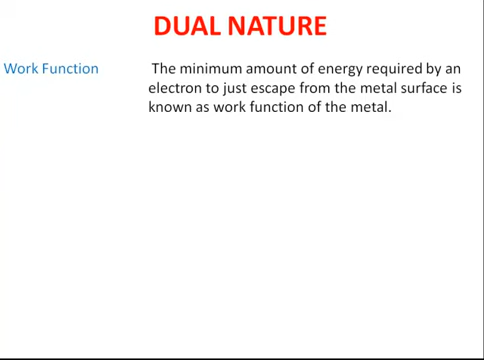 DUAL NATURE
Work Function The minimum amount of energy required by an
electron to just escape from the metal surface is
known as work function of the metal.